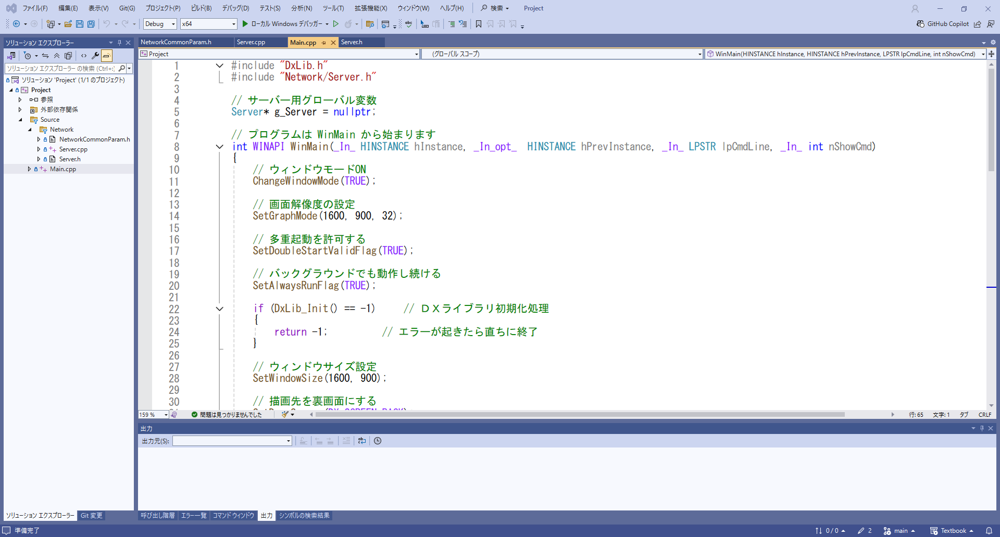 ファイル(F) 編集(E) 表示(V) Git(G) プロジェクト(P) ビルド(B) デバッグ(D) テスト(S) 分析(N) ツール(T) 拡張機能(X) ウィンドウ(W) ヘルプ(H) 検索 Project
Debug x64 ローカル Windows デバッガー GitHub Copilot
ソリューション エクスプローラー
NetworkCommonParam.h Server.cpp Main.cpp Server.h
Project (グローバル スコープ) WinMain(HINSTANCE hInstance, HINSTANCE hPrevInstance, LPSTR lpCmdLine, int nShowCmd)
ソリューション エクスプローラー の検索 (Ctrl+:)
ソリューション 'Project' (1/1 のプロジェクト)
Project
参照
外部依存関係
Source
Network
NetworkCommonParam.h
Server.cpp
Server.h
Main.cpp
1 #include "DxLib.h"
2 #include "Network/Server.h"
3
4 // サーバー用グローバル変数
5 Server* g_Server = nullptr;
6
7 // プログラムは WinMain から始まります
8 int WINAPI WinMain(_In_ HINSTANCE hInstance, _In_opt_ HINSTANCE hPrevInstance, _In_ LPSTR lpCmdLine, _In_ int nShowCmd)
9 {
10 // ウィンドウモードON
11 ChangeWindowMode(TRUE);
12
13 // 画面解像度の設定
14 SetGraphMode(1600, 900, 32);
15
16 // 多重起動を許可する
17 SetDoubleStartValidFlag(TRUE);
18
19 // バックグラウンドでも動作し続ける
20 SetAlwaysRunFlag(TRUE);
21
22 if (DxLib_Init() == -1) // ＤＸライブラリ初期化処理
23 {
24 return -1; // エラーが起きたら直ちに終了
25 }
26
27 // ウィンドウサイズ設定
28 SetWindowSize(1600, 900);
29
30 // 描画先を裏画面にする
159 % 問題は見つかりませんでした 行: 65 文字: 1 タブ CRLF
出力
出力元(S):
ソリューション エクスプローラー Git 変更
呼び出し階層 エラー一覧 コマンド ウィンドウ 出力 シンボルの検索結果
準備完了 0 / 0 2 main Textbook